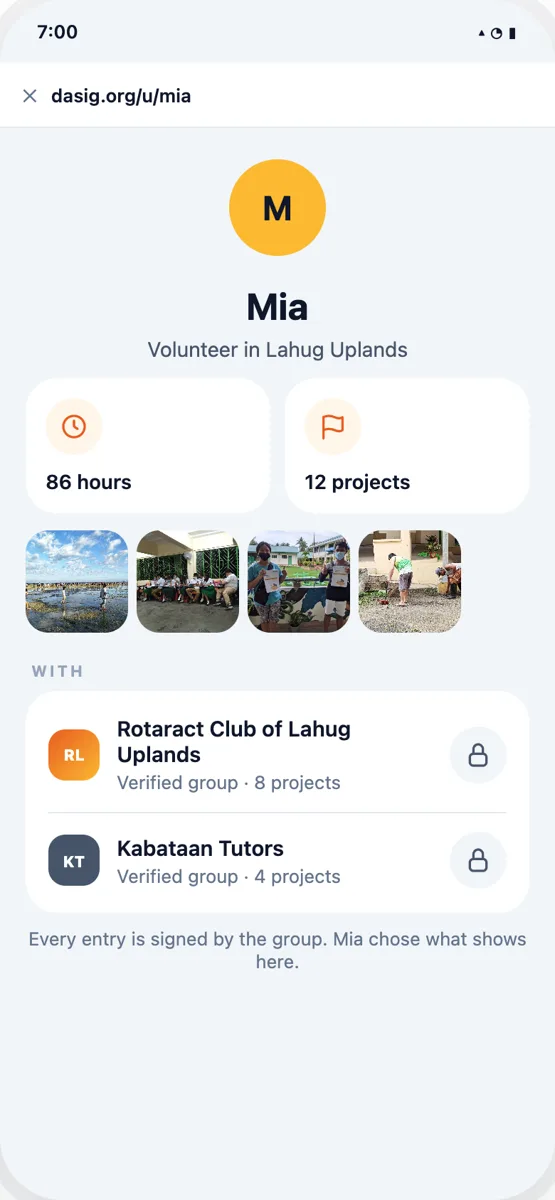 7:00
dasig.org/u/mia
M
Mia
Volunteer in Lahug Uplands
86 hours
12 projects
WITH
RL
Rotaract Club of Lahug
Uplands
Verified group · 8 projects
KT
Kabataan Tutors
Verified group · 4 projects
Every entry is signed by the group. Mia chose what shows
here.